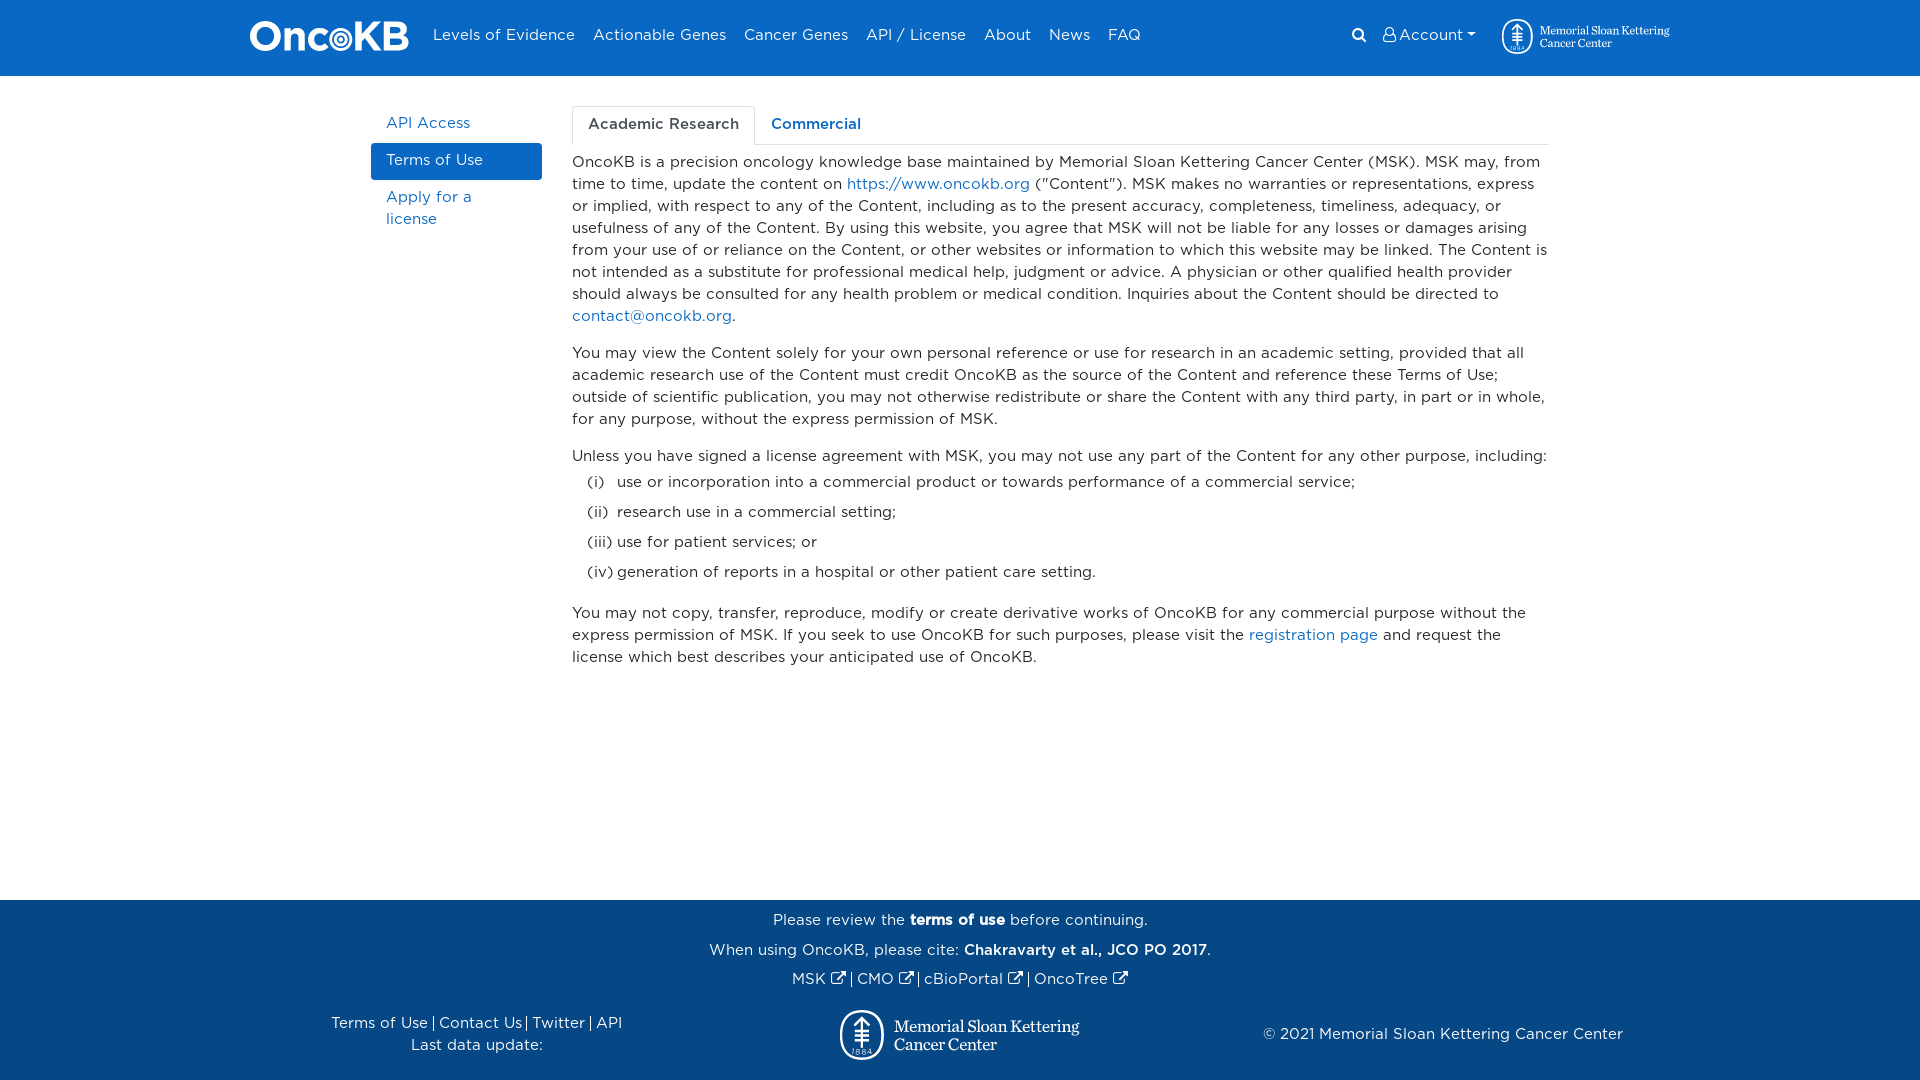 OncoKB Levels of Evidence Actionable Genes Cancer Genes API / License About News FAQ Account Memorial Sloan Kettering
Cancer Center
1884
API Access
Terms of Use
Apply for a
license
Academic Research Commercial
OncoKB is a precision oncology knowledge base maintained by Memorial Sloan Kettering Cancer Center (MSK). MSK may, from
time to time, update the content on https://www.oncokb.org ("Content"). MSK makes no warranties or representations, express
or implied, with respect to any of the Content, including as to the present accuracy, completeness, timeliness, adequacy, or
usefulness of any of the Content. By using this website, you agree that MSK will not be liable for any losses or damages arising
from your use of or reliance on the Content, or other websites or information to which this website may be linked. The Content is
not intended as a substitute for professional medical help, judgment or advice. A physician or other qualified health provider
should always be consulted for any health problem or medical condition. Inquiries about the Content should be directed to
contact@oncokb.org.
You may view the Content solely for your own personal reference or use for research in an academic setting, provided that all
academic research use of the Content must credit OncoKB as the source of the Content and reference these Terms of Use;
outside of scientific publication, you may not otherwise redistribute or share the Content with any third party, in part or in whole,
for any purpose, without the express permission of MSK.
Unless you have signed a license agreement with MSK, you may not use any part of the Content for any other purpose, including:
(i) use or incorporation into a commercial product or towards performance of a commercial service;
(ii) research use in a commercial setting;
(iii) use for patient services; or
(iv) generation of reports in a hospital or other patient care setting.
You may not copy, transfer, reproduce, modify or create derivative works of OncoKB for any commercial purpose without the
express permission of MSK. If you seek to use OncoKB for such purposes, please visit the registration page and request the
license which best describes your anticipated use of OncoKB.
Please review the terms of use before continuing.
When using OncoKB, please cite: Chakravarty et al., JCO PO 2017.
MSK | CMO | cBioPortal | OncoTree
Terms of Use | Contact Us | Twitter | API
Last data update:
1884
Memorial Sloan Kettering
Cancer Center
© 2021 Memorial Sloan Kettering Cancer Center